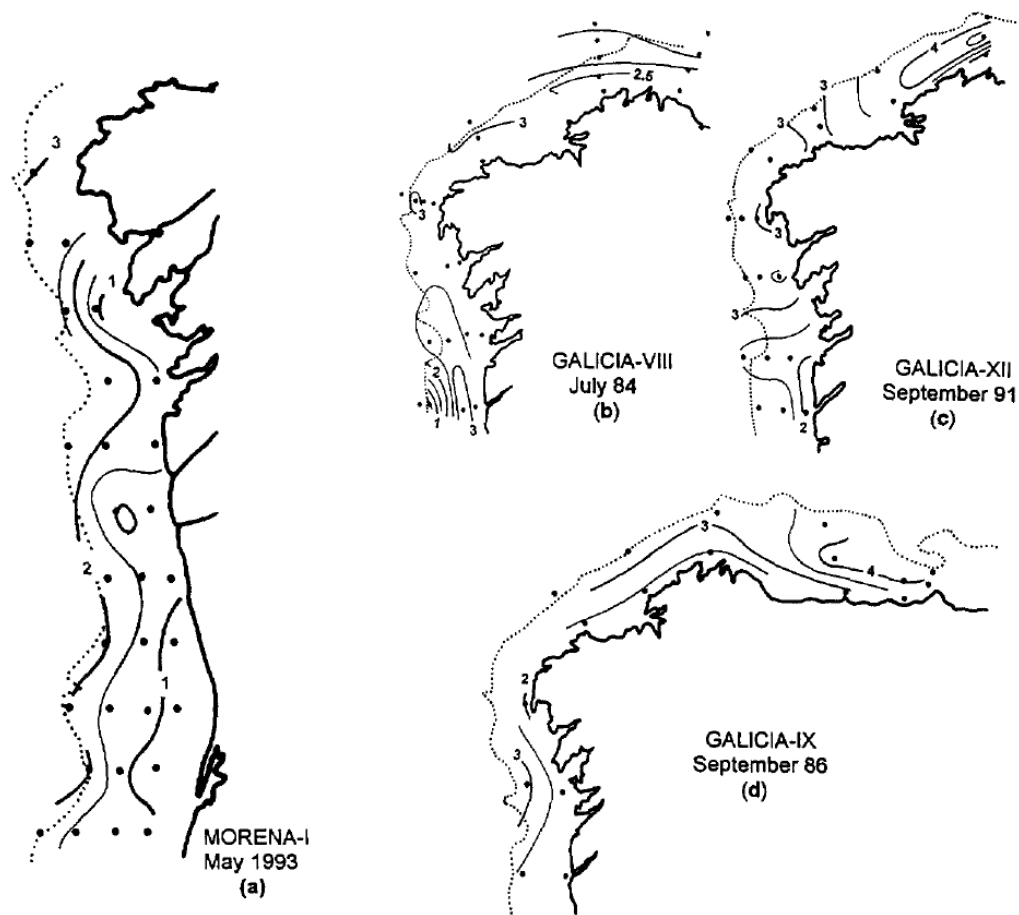 3
1
2
1
MORENA-I
May 1993
(a)
2.5
3
3
2
1
3
GALICIA-VIII
July 84
(b)
4
3
3
3
3
2
GALICIA-XII
September 91
(c)
3
4
2
3
GALICIA-IX
September 86
(d)